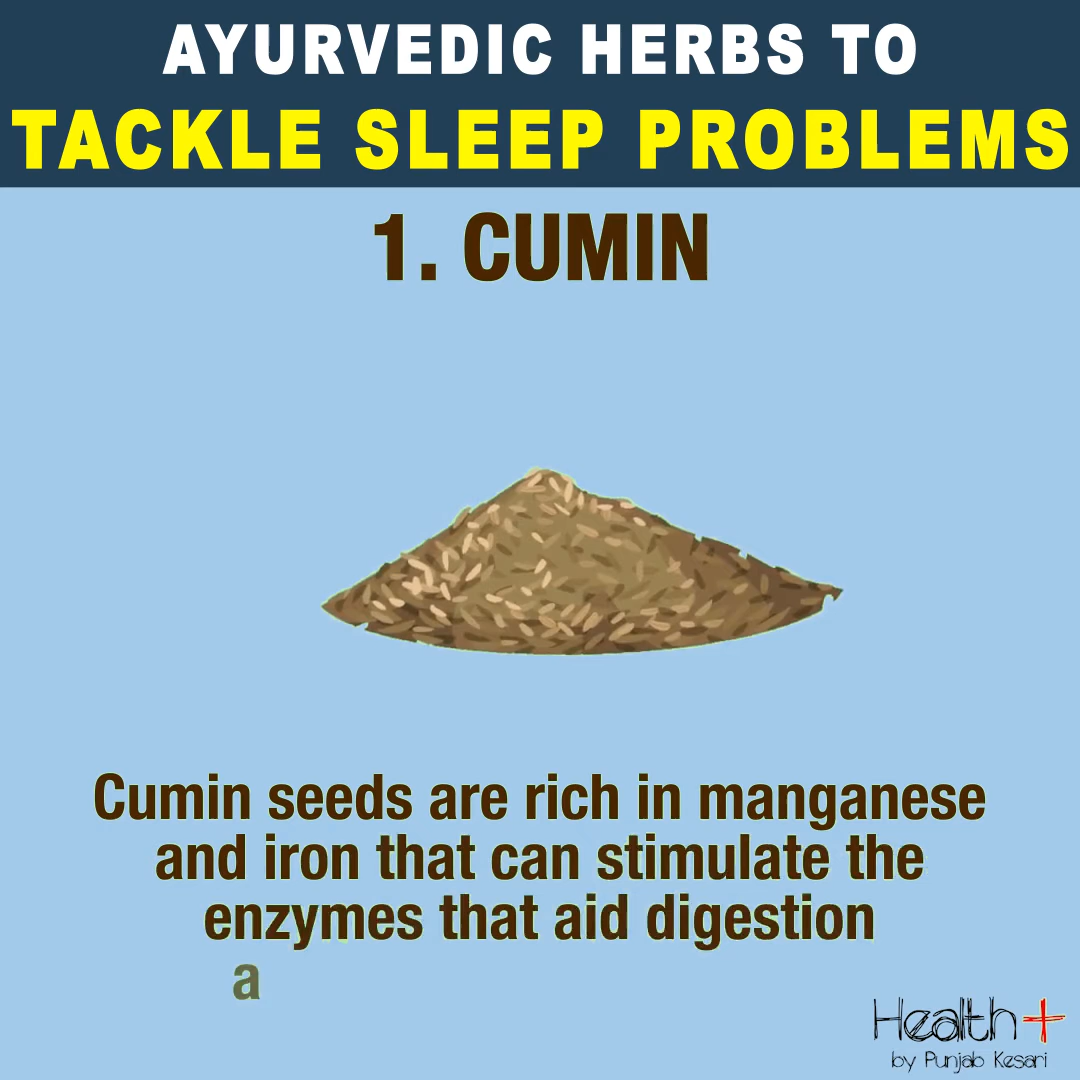 AYURVEDIC HERBS TO
TACKLE SLEEP PROBLEMS
1. CUMIN
Cumin seeds are rich in manganese
and iron that can stimulate the
enzymes that aid digestion
a
Health+
by Punjab Kesari